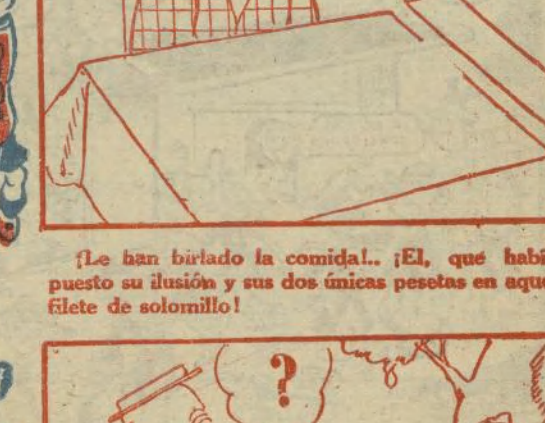 ¡Le han birlado la comida!.. ¡El, que habí
puesto su ilusión y sus dos únicas pesetas en aque
filete de solomillo!
?